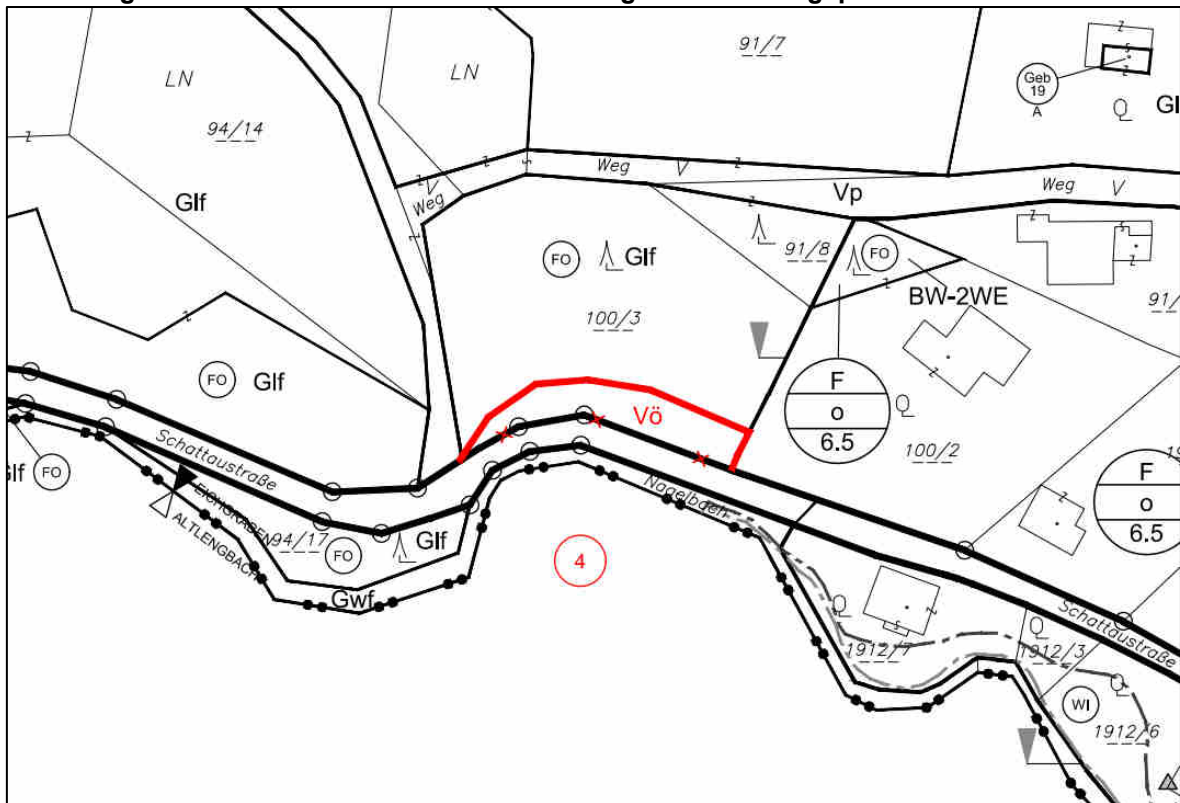 91/7
LN
LN
Geb
19
A
Gl
94/14
Weg
V
V
Weg
Vp
Weg
V
Glf
FO
Glf
91/8
FO
BW-2WE
91/
100/3
FO
Glf
F
o
6.5
Vö
100/2
Schattaustraße
Glf
FO
EICHGRABEN
ALTLENGBACH
94/17
FO
Glf
Nagelbach
F
o
6.5
4
Gwf
1912/7
1912/3
Schattaustraße
WI
1912/6